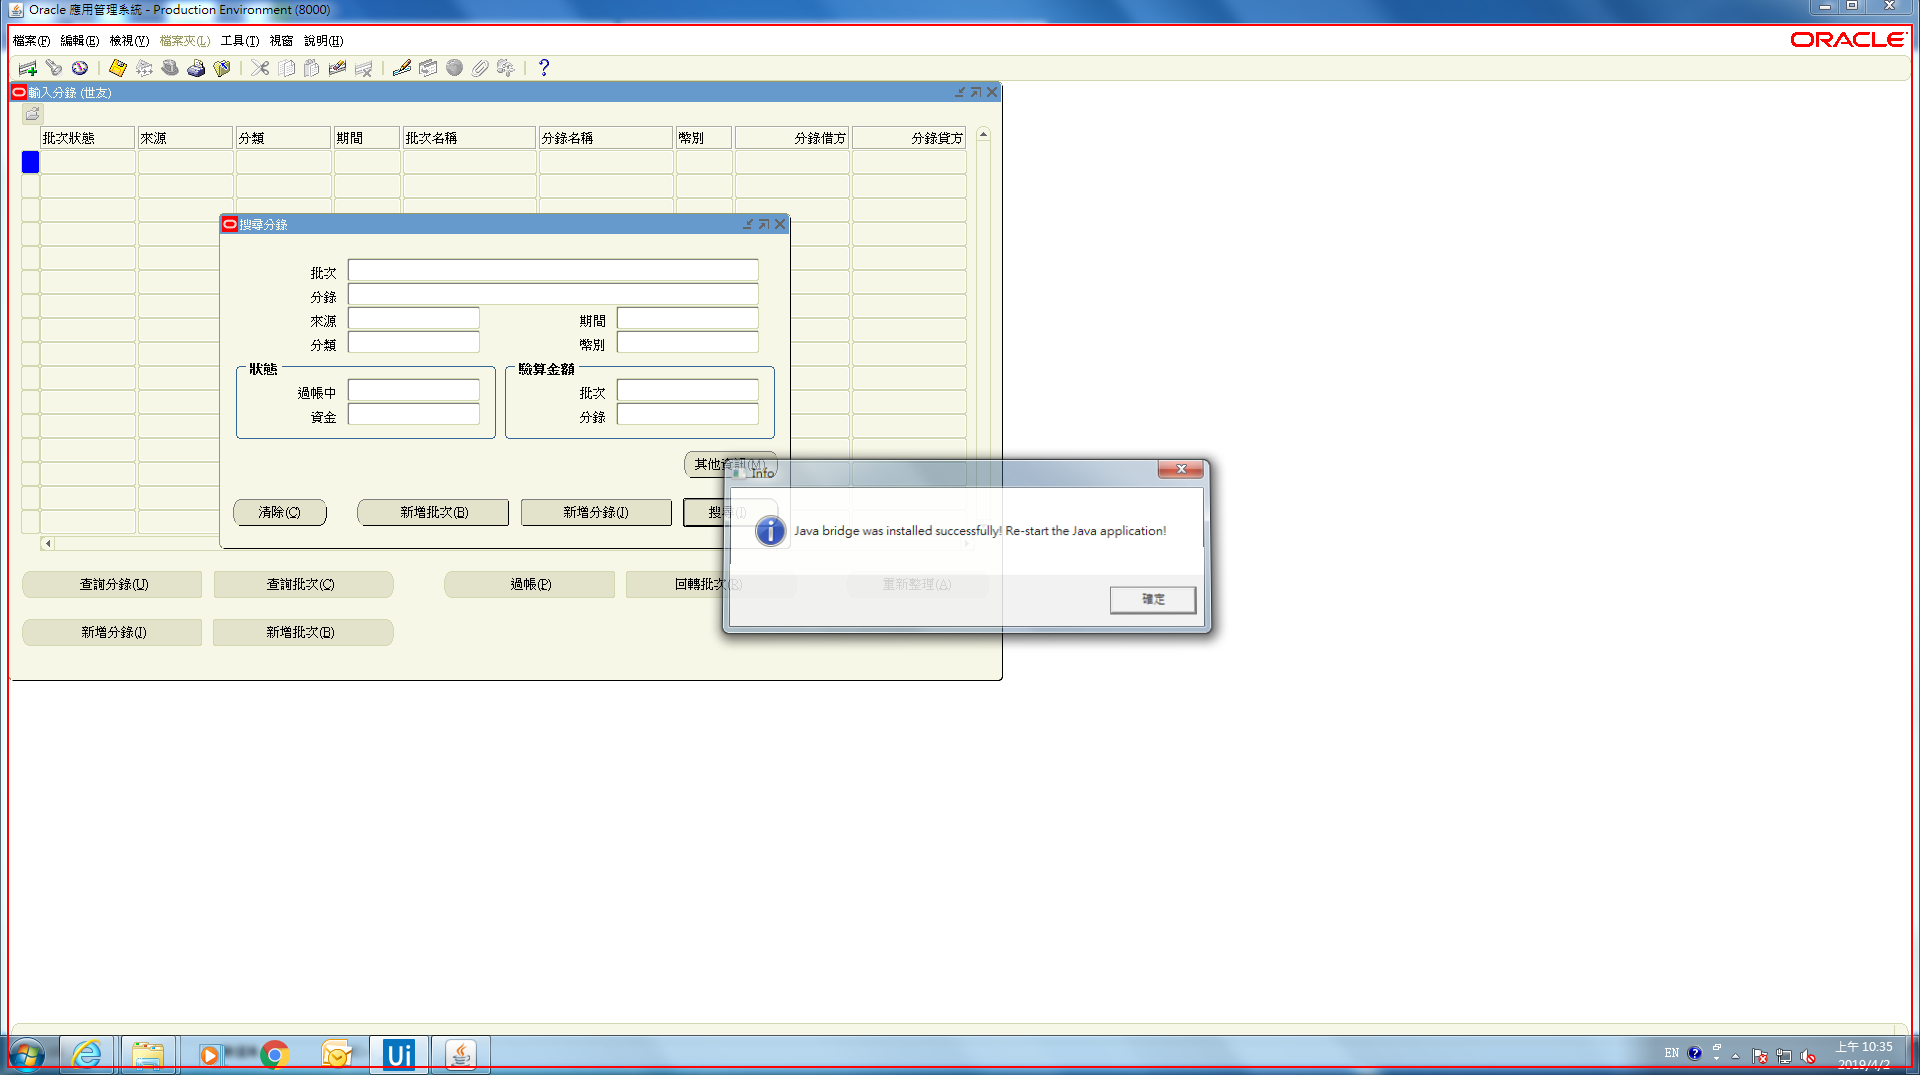 Oracle 應用管理系統 - Production Environment (8000)
檔案(F) 編輯(E) 檢視(V) 檔案夾(L) 工具(T) 視窗 說明(H)
ORACLE
輸入分錄 (世友)
批次狀態 來源 分類 期間 批次名稱 分錄名稱 幣別 分錄借方 分錄貸方
搜尋分錄
批次
分錄
來源 期間
分類 幣別
狀態 驗算金額
過帳中 批次
資金 分錄
其他資訊(M)
清除(C) 新增批次(B) 新增分錄(J) 搜尋(I)
Info
Java bridge was installed successfully! Re-start the Java application!
確定
查詢分錄(U) 查詢批次(C) 過帳(P) 回轉批次(R) 重新整理(A)
新增分錄(J) 新增批次(B)
Ui
EN
上午 10:35
2019/4/2